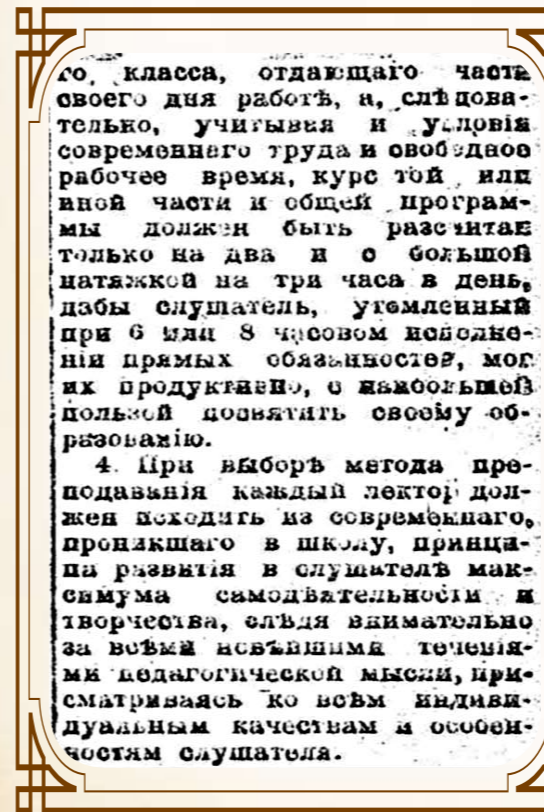 го, класса, отдающаго часть
своего дня работѣ, а, слѣдова-
тельно, учитывая и условія
современнаго труда и свободное
рабочее время, курс той, или
иной части и общей програм-
мы должен быть разсчитан
только на два и с большой
натяжкой на три часа в день,
дабы слушатель, утомленный
при 6 или 8 часовом исполне-
ніи прямых обязанностей, мог
их продуктивно, с наибольшей
пользой посвятить своему об-
разованію.
4. При выборѣ метода пре-
подаванія каждый лектор дол-
жен исходить из современнаго,
проникшаго в школу, принци-
па развитія в слушателѣ мак-
симума самодѣятельности и
творчества, слѣдя внимательно
за всѣми новѣйшими теченія-
ми педагогической мысли, при-
сматриваясь ко всѣм индиви-
дуальным качествам и особен-
ностям слушателя.